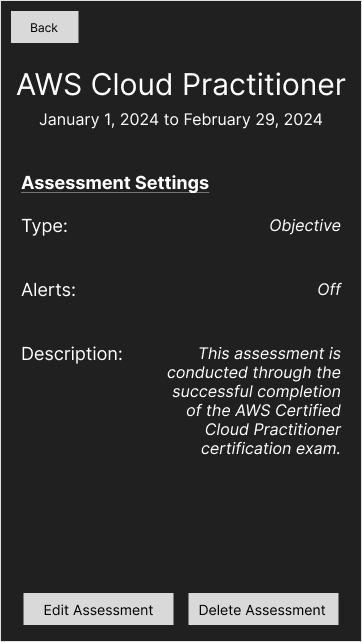 Back
AWS Cloud Practitioner
January 1, 2024 to February 29, 2024
Assessment Settings
Type: Objective
Alerts: Off
Description: This assessment is
conducted through the
successful completion
of the AWS Certified
Cloud Practitioner
certification exam.
Edit Assessment Delete Assessment